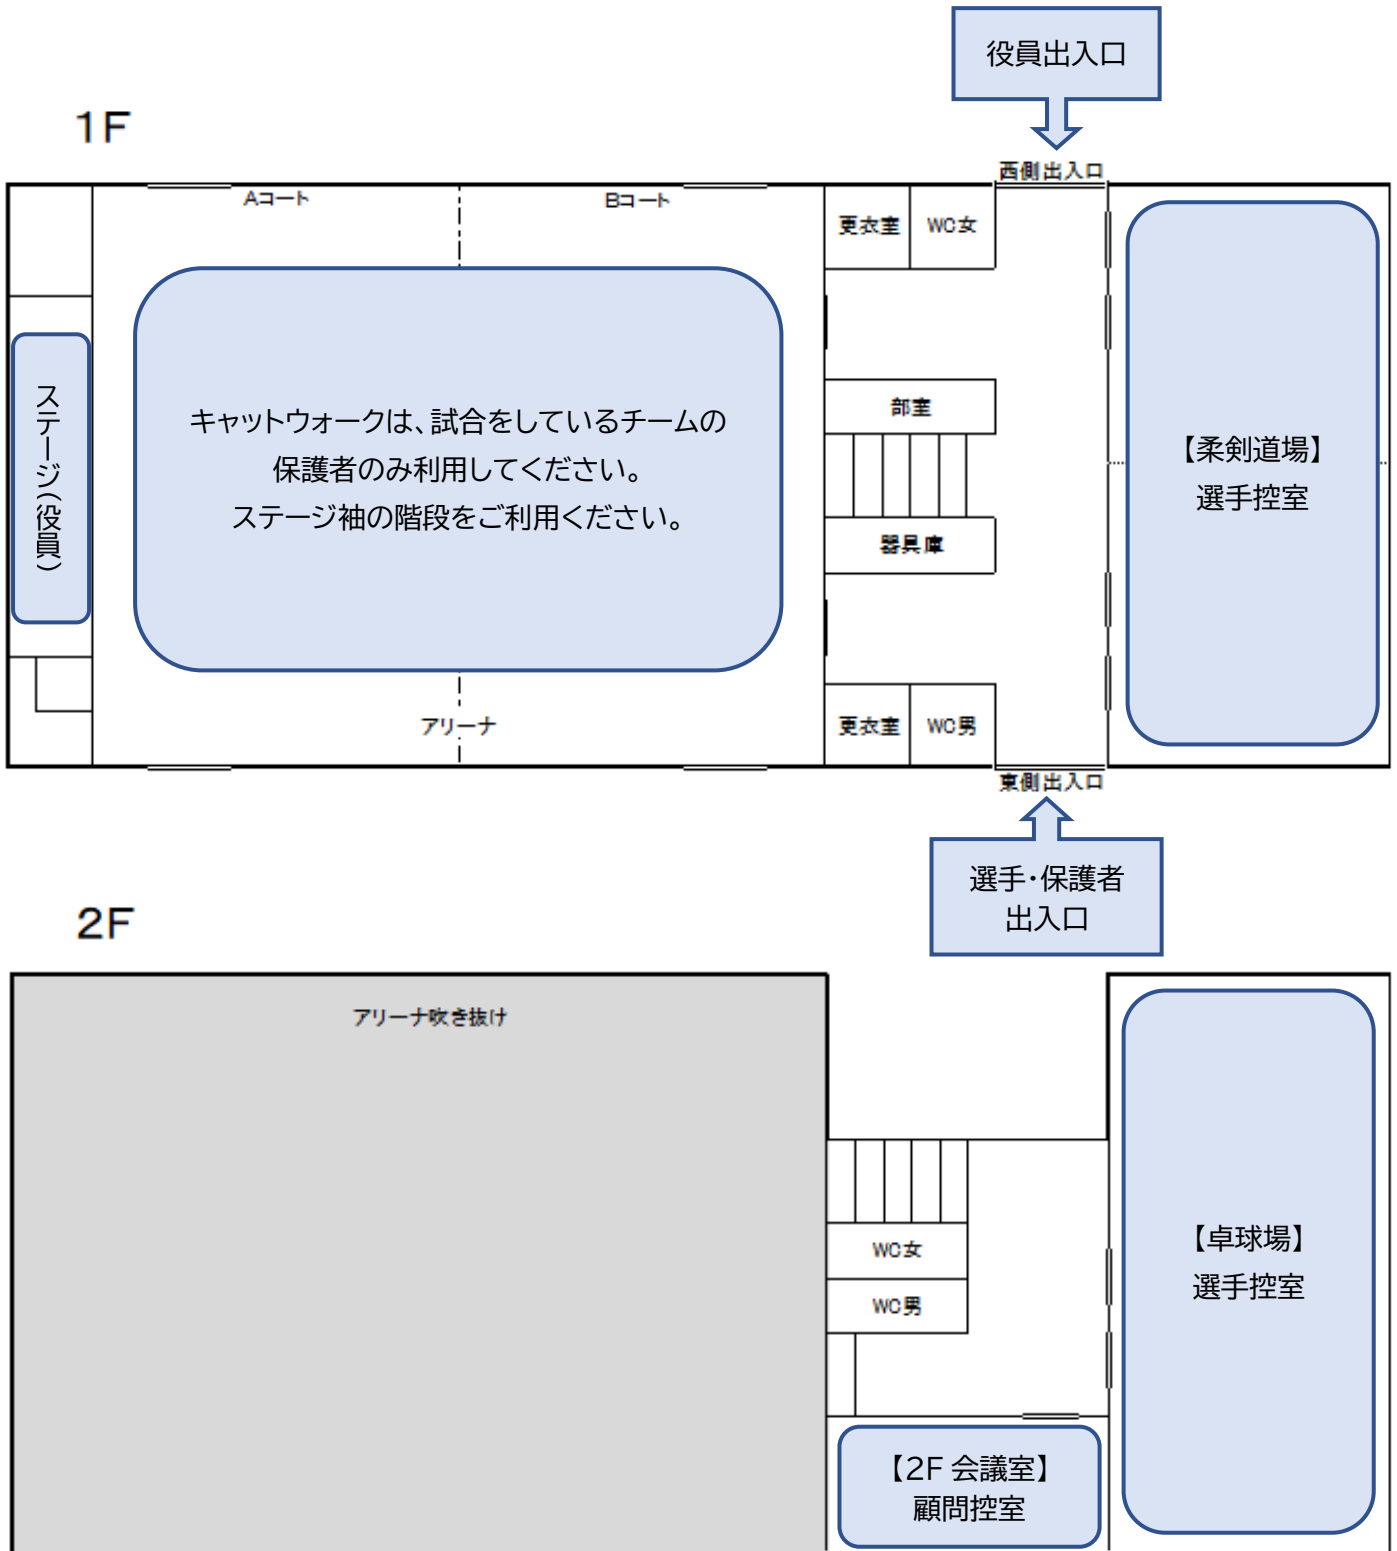 役員出入口
1F
西側出入口
Aコート
Bコート
更衣室
WC女
キャットウォークは、試合をしているチームの
保護者のみ利用してください。
ステージ袖の階段をご利用ください。
ステージ（役員）
部室
器具庫
【柔剣道場】
選手控室
アリーナ
更衣室
WC男
東側出入口
選手・保護者
出入口
2F
アリーナ吹き抜け
WC女
WC男
【卓球場】
選手控室
【2F 会議室】
顧問控室